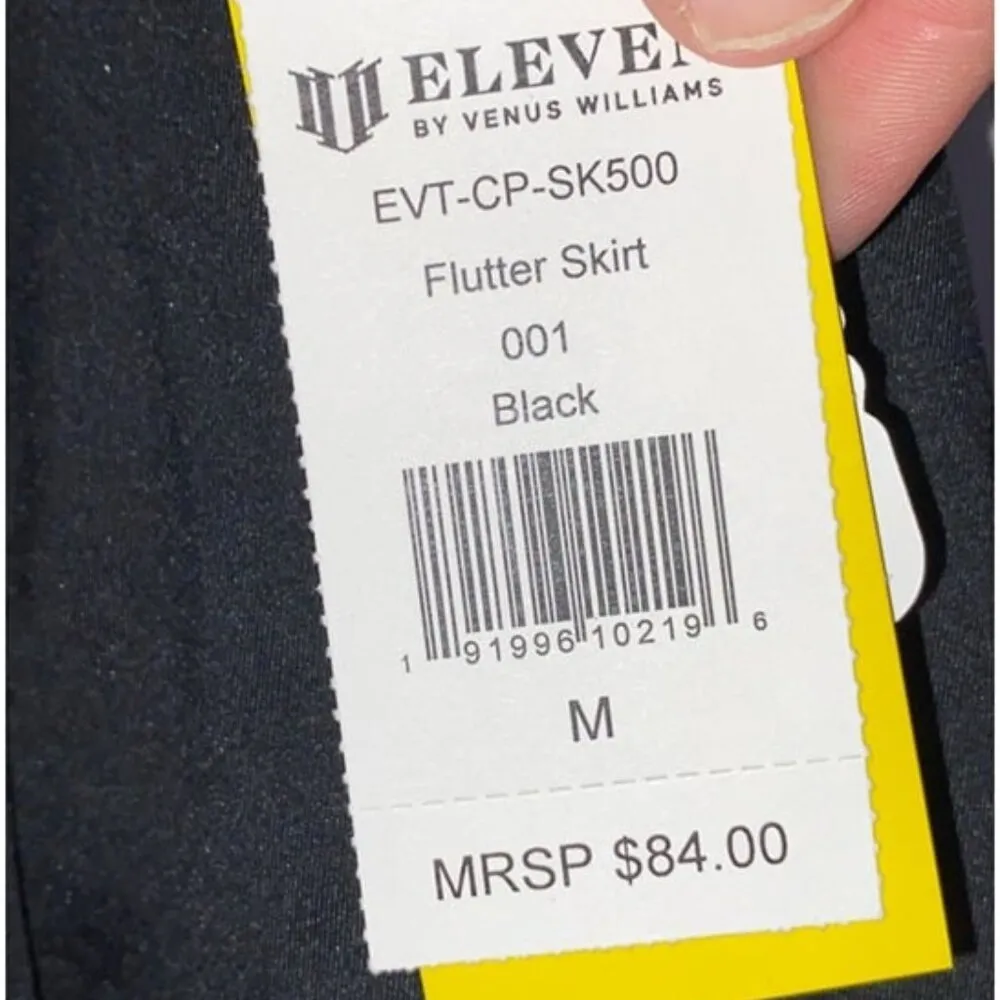 ELEVEN
BY VENUS WILLIAMS
EVT-CP-SK500
Flutter Skirt
001
Black
1 91996 10219 6
M
MRSP $84.00